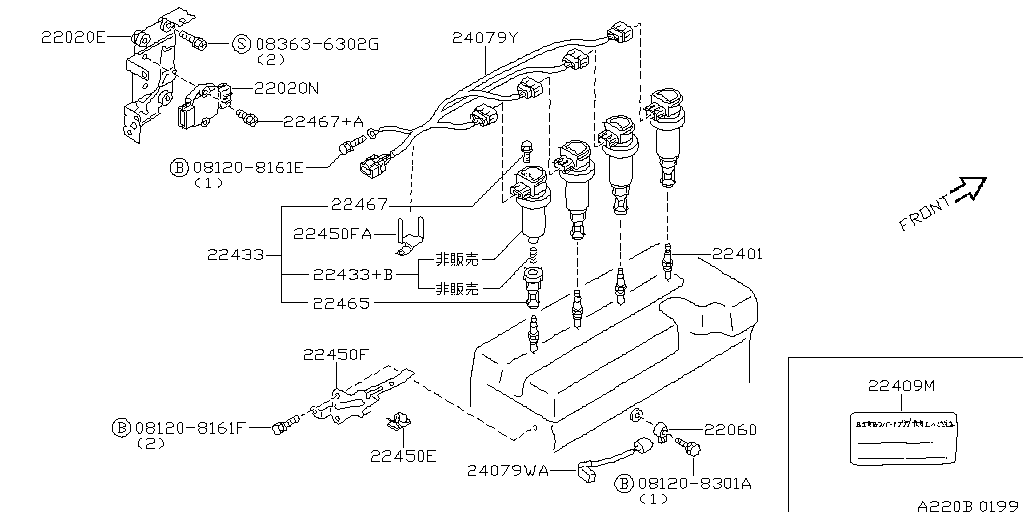 22020E
Ⓢ 08363-6302G
(2)
22020N
22467+A
Ⓑ 08120-8161E
(1)
24079Y
22467
22450FA
22433
非販売
22433+B
非販売
22465
22401
FRONT
22450F
Ⓑ 08120-8161F
(2)
22450E
24079WA
22060
Ⓑ 08120-8301A
(1)
22409M
A220B 0199